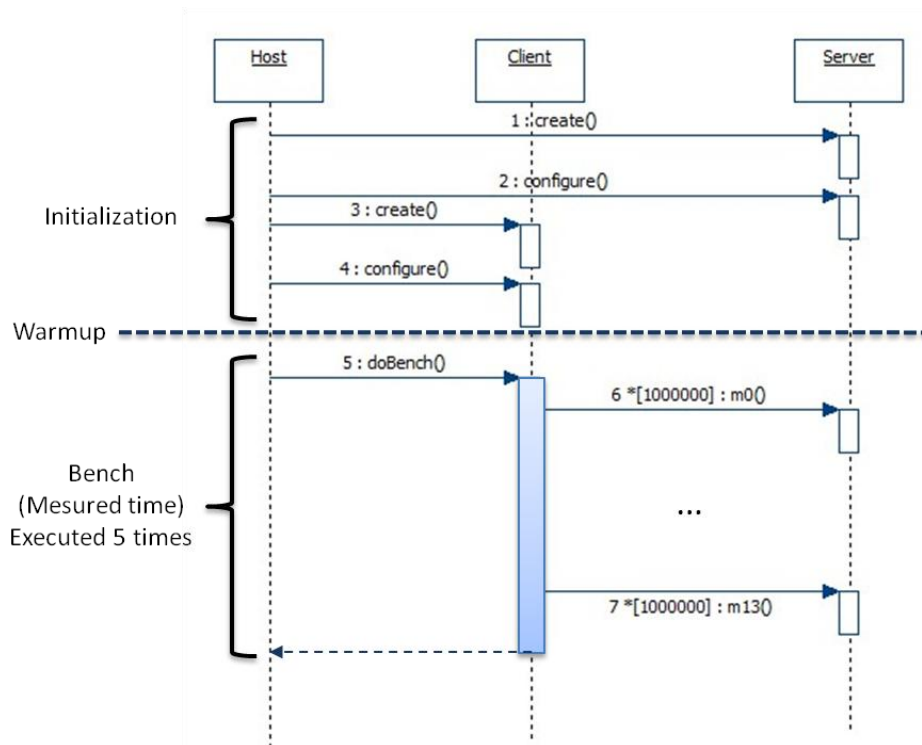 Host
Client
Server
1 : create()
2 : configure()
3 : create()
4 : configure()
Initialization
Warmup
5 : doBench()
6 *[1000000] : m0()
Bench
(Mesured time)
Executed 5 times
...
7 *[1000000] : m13()